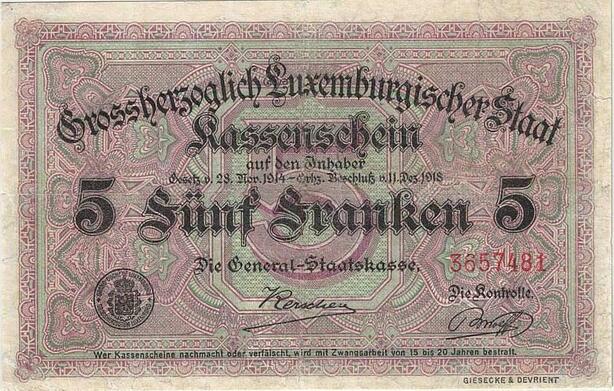 Grossherzoglich Luxemburgischer Staat
Kassenschein
auf den Inhaber
Gesetz v. 28. Nov. 1914 – Grhz. Beschluß v. 11. Dez. 1918
5 Fünf Franken 5
Die General-Staatskasse.
3657481
Die Kontrolle.
Kerschen
Wer Kassenscheine nachmacht oder verfälscht, wird mit Zwangsarbeit von 15 bis 20 Jahren bestraft.
GIESECKE & DEVRIENT